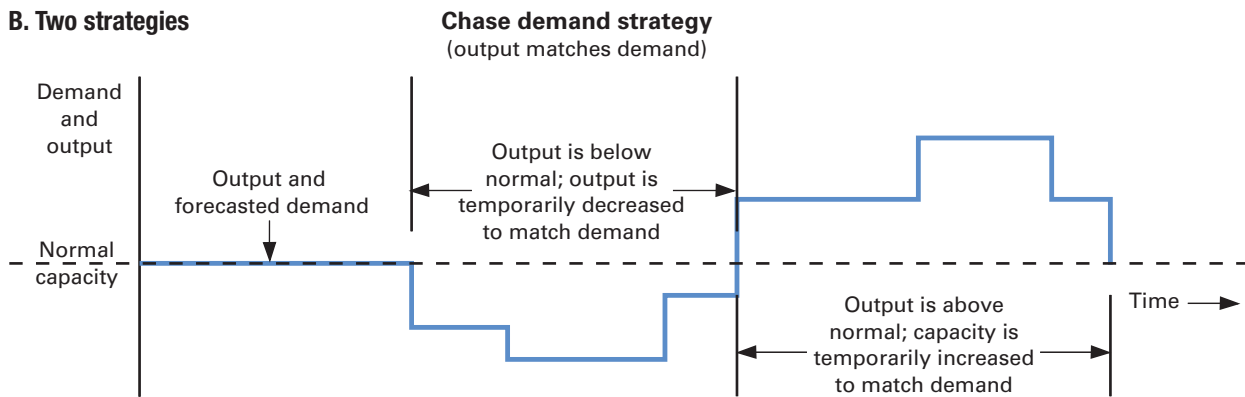 B. Two strategies
Chase demand strategy
(output matches demand)
Demand
and
output
Output and
forecasted demand
Output is below
normal; output is
temporarily decreased
to match demand
Normal
capacity
Time
Output is above
normal; capacity is
temporarily increased
to match demand